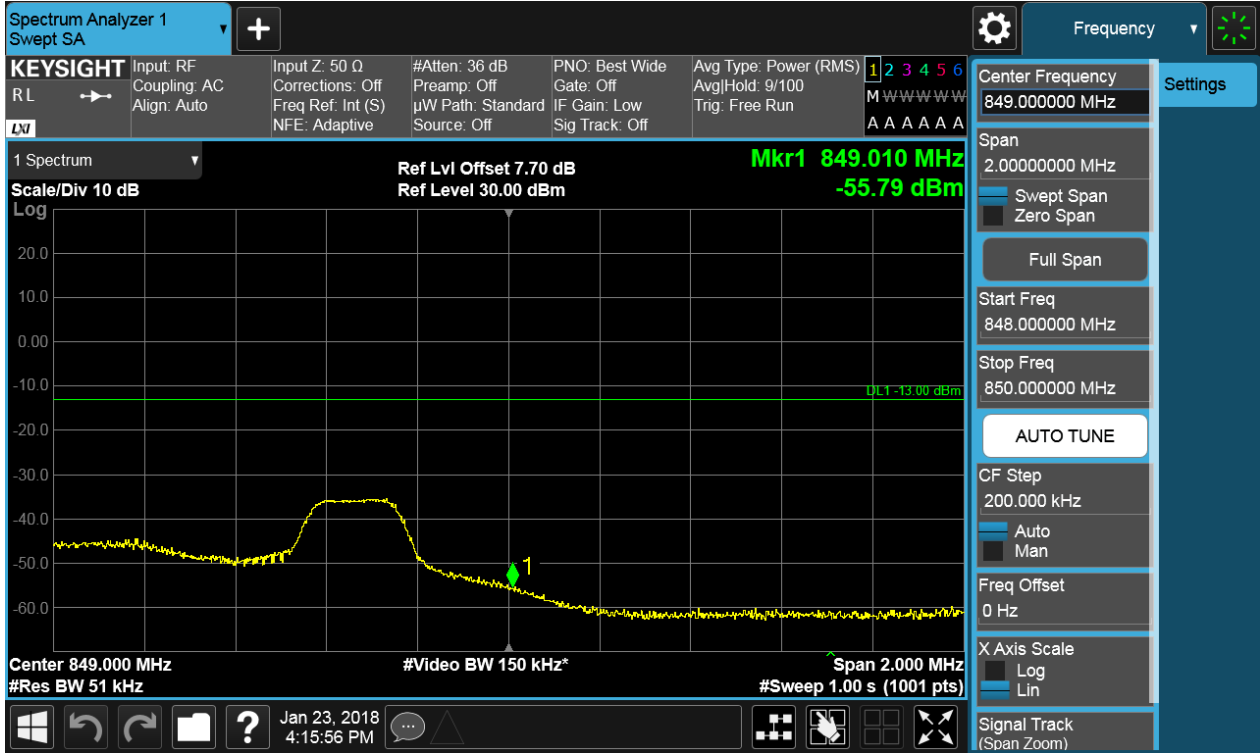 Spectrum Analyzer 1
Swept SA
+
Frequency
KEYSIGHT
RL
LXI
Input: RF
Coupling: AC
Align: Auto
Input Z: 50 Ω
Corrections: Off
Freq Ref: Int (S)
NFE: Adaptive
#Atten: 36 dB
Preamp: Off
µW Path: Standard
Source: Off
PNO: Best Wide
Gate: Off
IF Gain: Low
Sig Track: Off
Avg Type: Power (RMS)
Avg|Hold: 9/100
Trig: Free Run
1 2 3 4 5 6
M W W W W W
A A A A A A
1 Spectrum
Scale/Div 10 dB
Log
Ref Lvl Offset 7.70 dB
Ref Level 30.00 dBm
Mkr1 849.010 MHz
-55.79 dBm
20.0
10.0
0.00
-10.0
-20.0
-30.0
-40.0
-50.0
-60.0
DL1 -13.00 dBm
1
Center 849.000 MHz
#Res BW 51 kHz
#Video BW 150 kHz*
Span 2.000 MHz
#Sweep 1.00 s (1001 pts)
Center Frequency
849.000000 MHz
Span
2.00000000 MHz
Swept Span
Zero Span
Full Span
Start Freq
848.000000 MHz
Stop Freq
850.000000 MHz
AUTO TUNE
CF Step
200.000 kHz
Auto
Man
Freq Offset
0 Hz
X Axis Scale
Log
Lin
Signal Track
(Span Zoom)
Settings
?
Jan 23, 2018
4:15:56 PM